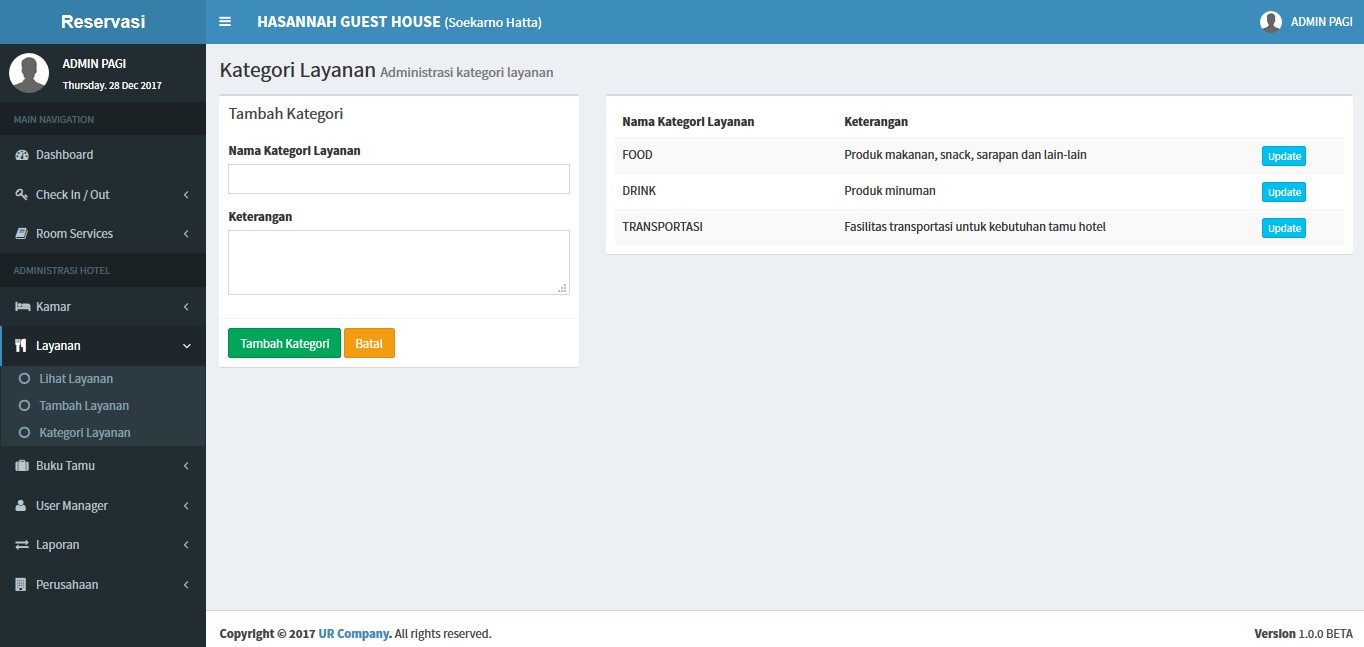 Reservasi
HASANNAH GUEST HOUSE (Soekarno Hatta)
ADMIN PAGI
ADMIN PAGI
Thursday. 28 Dec 2017
MAIN NAVIGATION
Dashboard
Check In / Out
Room Services
ADMINISTRASI HOTEL
Kamar
Layanan
Lihat Layanan
Tambah Layanan
Kategori Layanan
Buku Tamu
User Manager
Laporan
Perusahaan
Kategori Layanan Administrasi kategori layanan
Tambah Kategori
Nama Kategori Layanan
Keterangan
Tambah Kategori Batal
Nama Kategori Layanan Keterangan
FOOD Produk makanan, snack, sarapan dan lain-lain Update
DRINK Produk minuman Update
TRANSPORTASI Fasilitas transportasi untuk kebutuhan tamu hotel Update
Copyright © 2017 UR Company. All rights reserved.
Version 1.0.0 BETA